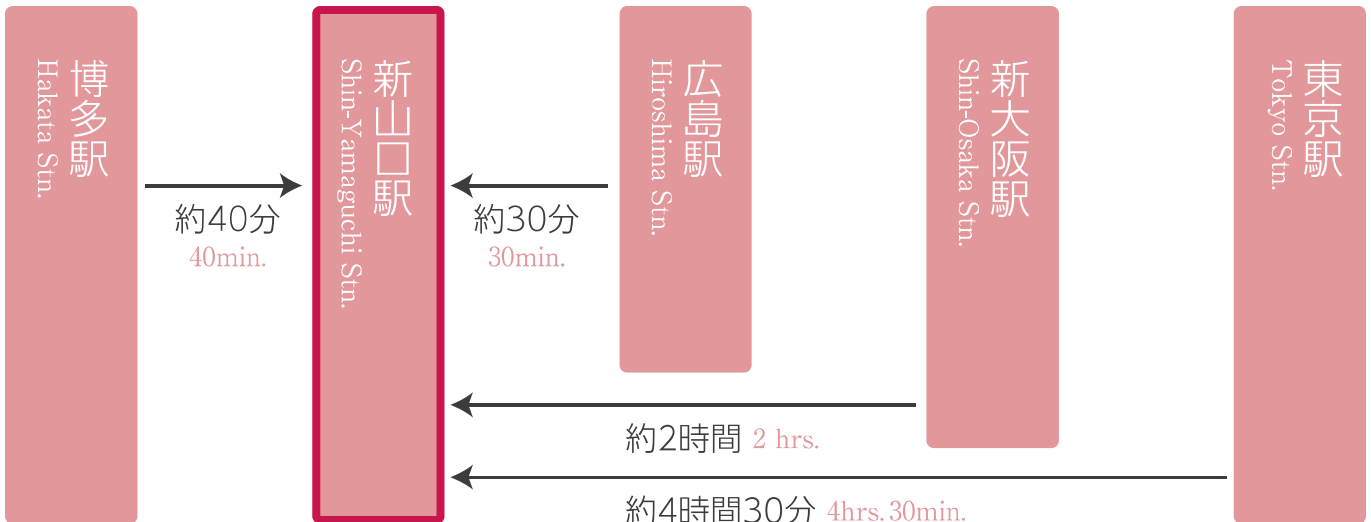 博多駅
Hakata Stn.
約40分
40min.
新山口駅
Shin-Yamaguchi Stn.
約30分
30min.
広島駅
Hiroshima Stn.
新大阪駅
Shin-Osaka Stn.
東京駅
Tokyo Stn.
約2時間 2 hrs.
約4時間30分 4hrs. 30min.